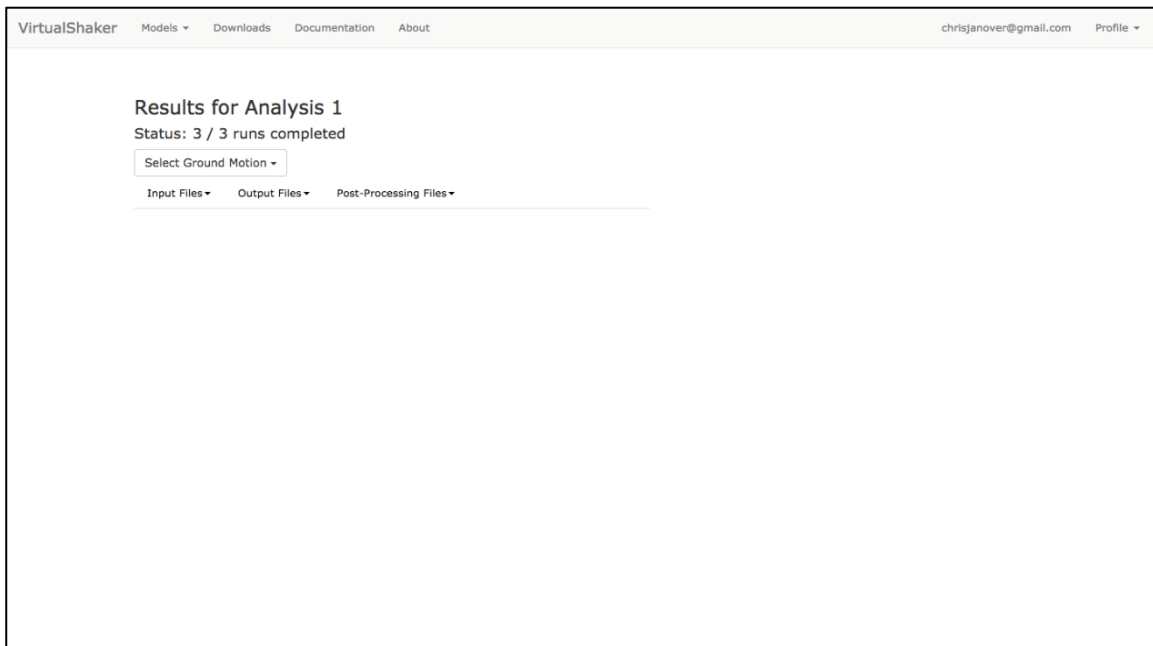 VirtualShaker Models Downloads Documentation About chrisjanover@gmail.com Profile
Results for Analysis 1
Status: 3 / 3 runs completed
Select Ground Motion
Input Files Output Files Post-Processing Files